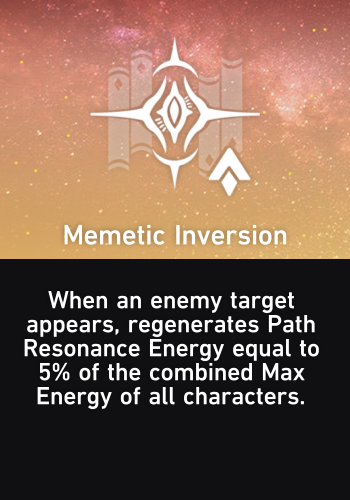 Memetic Inversion
When an enemy target
appears, regenerates Path
Resonance Energy equal to
5% of the combined Max
Energy of all characters.